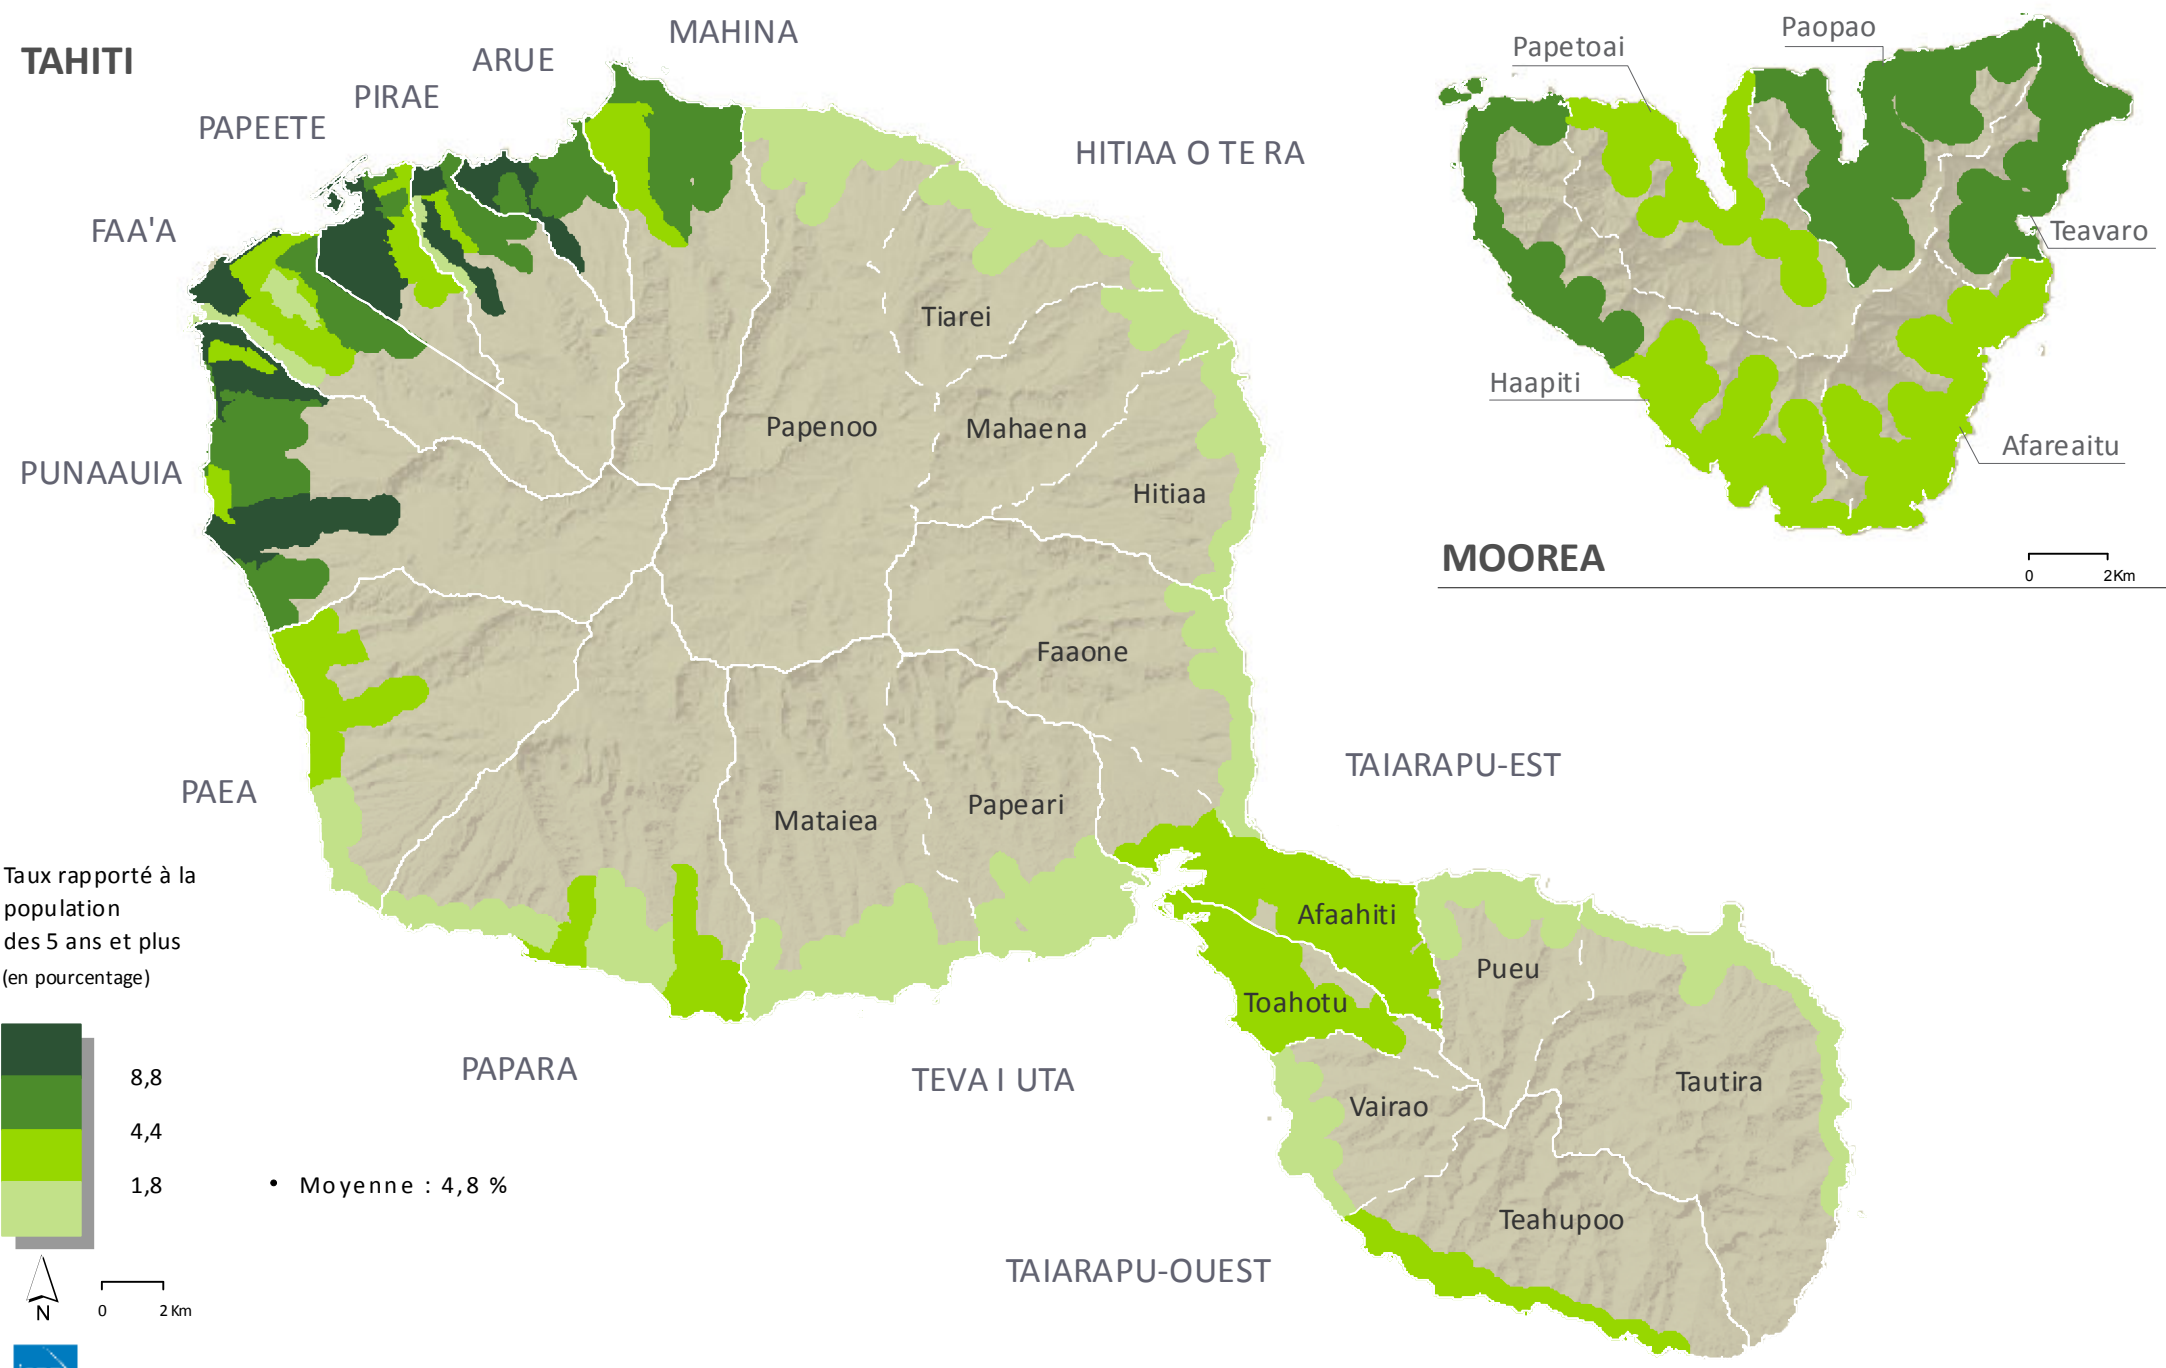 TAHITI
MAHINA
ARUE
PIRAE
PAPEETE
FAA'A
HITIAA O TE RA
Papetoai
Paopao
Teavaro
Haapiti
Afareaitu
MOOREA
0 2Km
Tiarei
Papenoo
Mahaena
Hitiaa
PUNAAUIA
Faaone
TAIARAPU-EST
PAEA
Mataiea
Papeari
Afaahiti
Pueu
Toahotu
Tautira
Vairao
Teahupoo
PAPARA
TEVA I UTA
TAIARAPU-OUEST
Taux rapporté à la
population
des 5 ans et plus
(en pourcentage)
8,8
4,4
1,8
• Moyenne : 4,8 %
N
0 2 Km